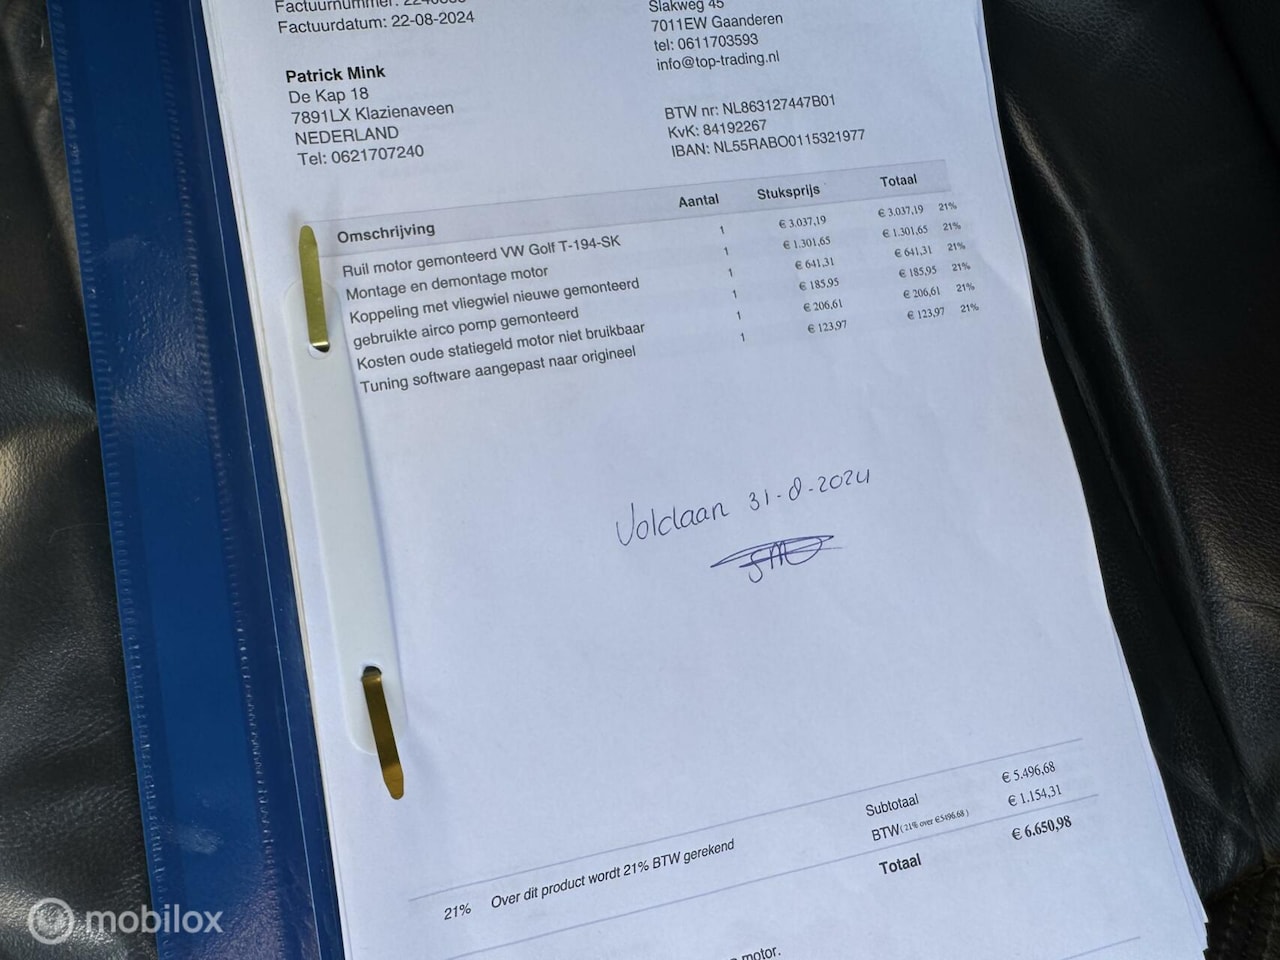 Factuurnummer:
Factuurdatum: 22-08-2024
Slakweg 45
7011EW Gaanderen
tel: 0611703593
info@top-trading.nl
Patrick Mink
De Kap 18
7891LX Klazienaveen
NEDERLAND
Tel: 0621707240
BTW nr: NL863127447B01
KvK: 84192267
IBAN: NL55RABO0115321977
Omschrijving Aantal Stuksprijs Totaal
Ruil motor gemonteerd VW Golf T-194-SK 1 € 3.037,19 € 3.037,19 21%
Montage en demontage motor 1 € 1.301,65 € 1.301,65 21%
Koppeling met vliegwiel nieuwe gemonteerd 1 € 641,31 € 641,31 21%
gebruikte airco pomp gemonteerd 1 € 185,95 € 185,95 21%
Kosten oude statiegeld motor niet bruikbaar 1 € 206,61 € 206,61 21%
Tuning software aangepast naar origineel 1 € 123,97 € 123,97 21%
Voldaan 31-8-2024
Subtotaal € 5.496,68
BTW (21% over €5496.68) € 1.154,31
Totaal € 6.650,98
21% Over dit product wordt 21% BTW gerekend
motor.
mobilox